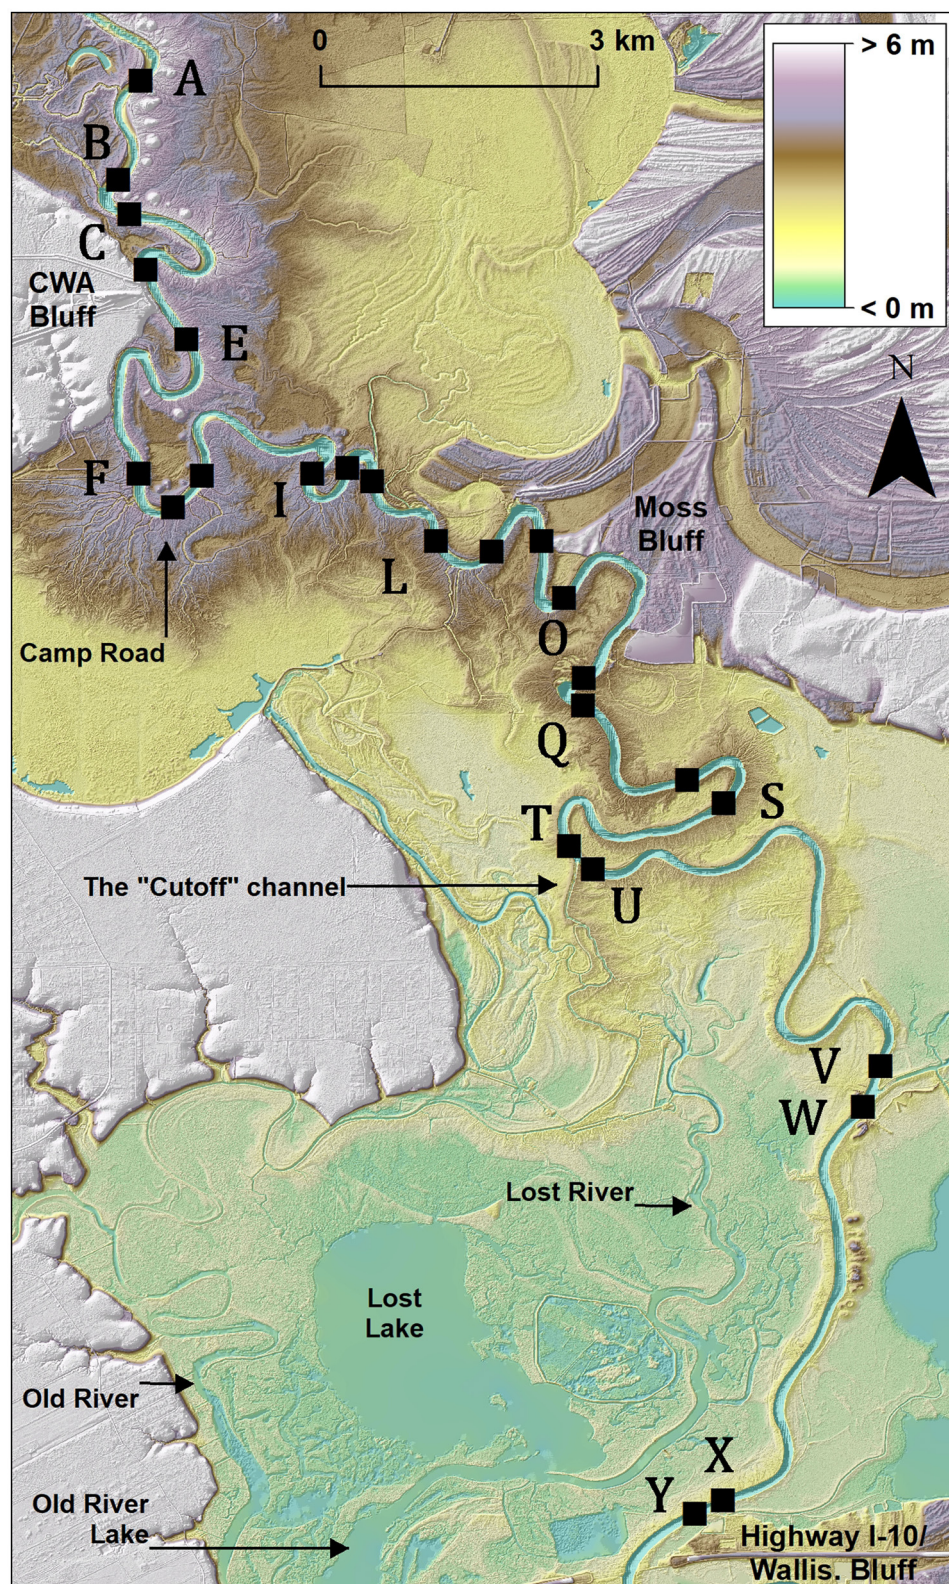 0 3 km
> 6 m
A
B
C
CWA
Bluff
< 0 m
E
N
F
I
Moss
Bluff
L
Camp Road
O
Q
S
T
The "Cutoff" channel
U
V
W
Lost River
Lost
Lake
Old River
X
Y
Old River
Lake
Highway I-10/
Wallis. Bluff